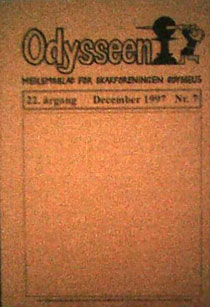 Odysseen
MEDLEMSBLAD FOR SKAKFORENINGEN ODYSSEUS
22. årgang December 1997 Nr. 7